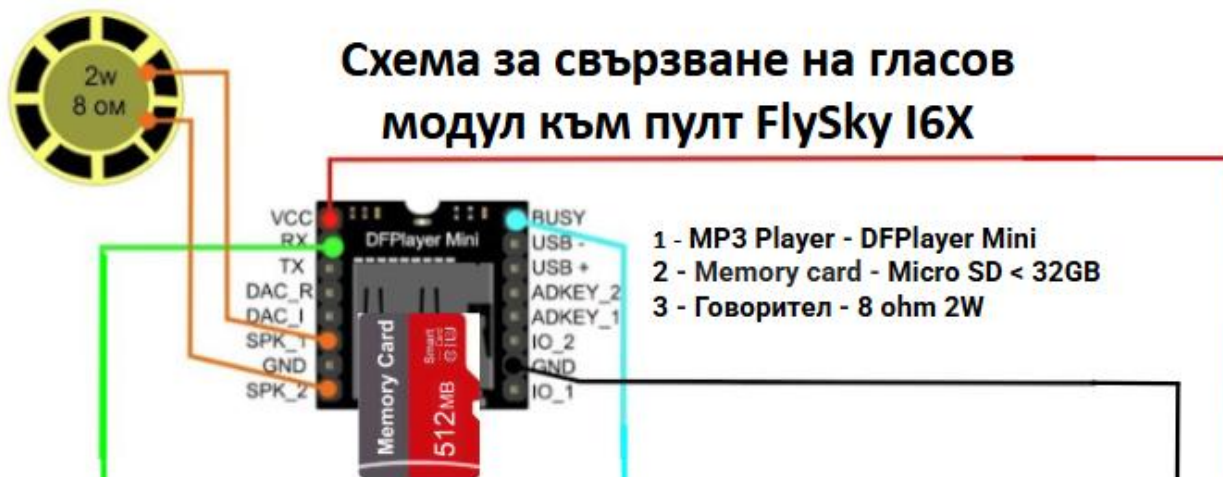 Схема за свързване на гласов
модул към пулт FlySky I6X
2w
8 ом
VCC
RX
TX
DAC_R
DAC_I
SPK_1
GND
SPK_2
DFPlayer Mini
BUSY
USB -
USB +
ADKEY_2
ADKEY_1
IO_2
GND
IO_1
Memory Card
Smart
Card
512MB
1 - MP3 Player - DFPlayer Mini
2 - Memory card - Micro SD < 32GB
3 - Говорител - 8 ohm 2W